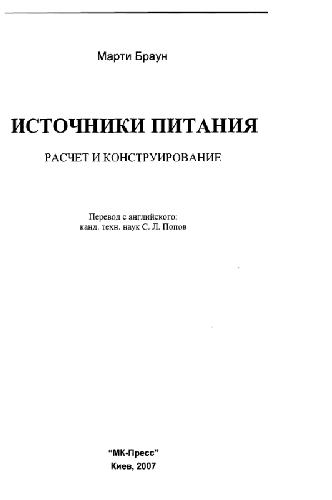 Марти Браун
ИСТОЧНИКИ ПИТАНИЯ
РАСЧЕТ И КОНСТРУИРОВАНИЕ
Перевод с английского:
канд. техн. наук С. Л. Попов
"МК-Пресс"
Киев, 2007